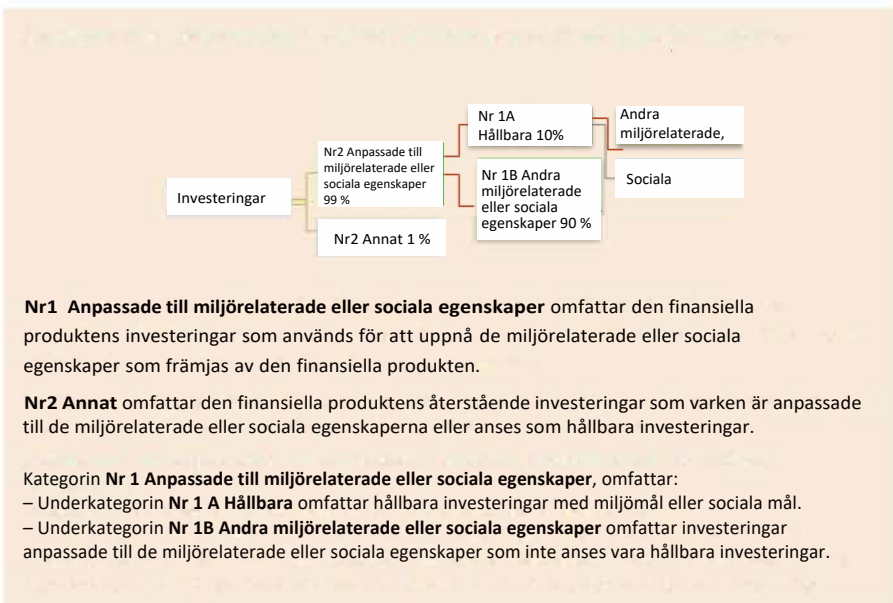 Investeringar
Nr2 Anpassade till
miljörelaterade eller
sociala egenskaper
99 %
Nr2 Annat 1 %
Nr 1A
Hållbara 10%
Nr 1B Andra
miljörelaterade
eller sociala
egenskaper 90 %
Andra
miljörelaterade,
Sociala
Nr1 Anpassade till miljörelaterade eller sociala egenskaper omfattar den finansiella
produktens investeringar som används för att uppnå de miljörelaterade eller sociala
egenskaper som främjas av den finansiella produkten.
Nr2 Annat omfattar den finansiella produktens återstående investeringar som varken är anpassade
till de miljörelaterade eller sociala egenskaperna eller anses som hållbara investeringar.
Kategorin Nr 1 Anpassade till miljörelaterade eller sociala egenskaper, omfattar:
– Underkategorin Nr 1 A Hållbara omfattar hållbara investeringar med miljömål eller sociala mål.
– Underkategorin Nr 1B Andra miljörelaterade eller sociala egenskaper omfattar investeringar
anpassade till de miljörelaterade eller sociala egenskaper som inte anses vara hållbara investeringar.